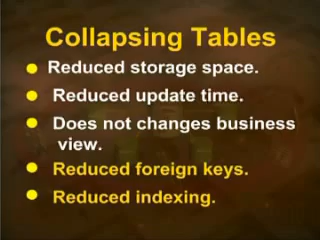 Collapsing Tables
Reduced storage space.
Reduced update time.
Does not changes business
view.
Reduced foreign keys.
Reduced indexing.